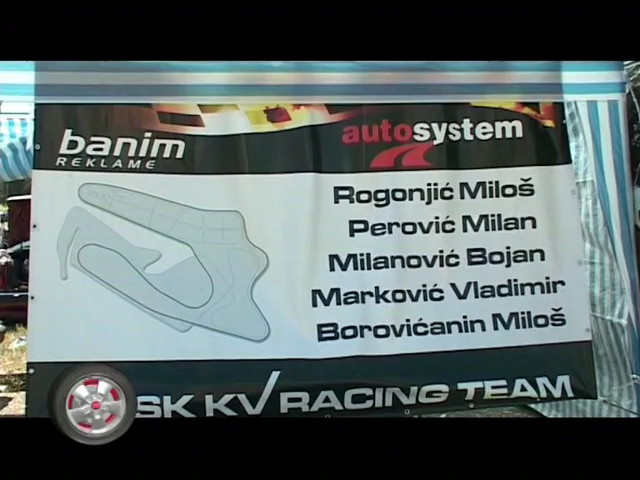 banim
REKLAME
autosystem
Rogonjić Miloš
Perović Milan
Milanović Bojan
Marković Vladimir
Borovićanin Miloš
SK KV RACING TEAM